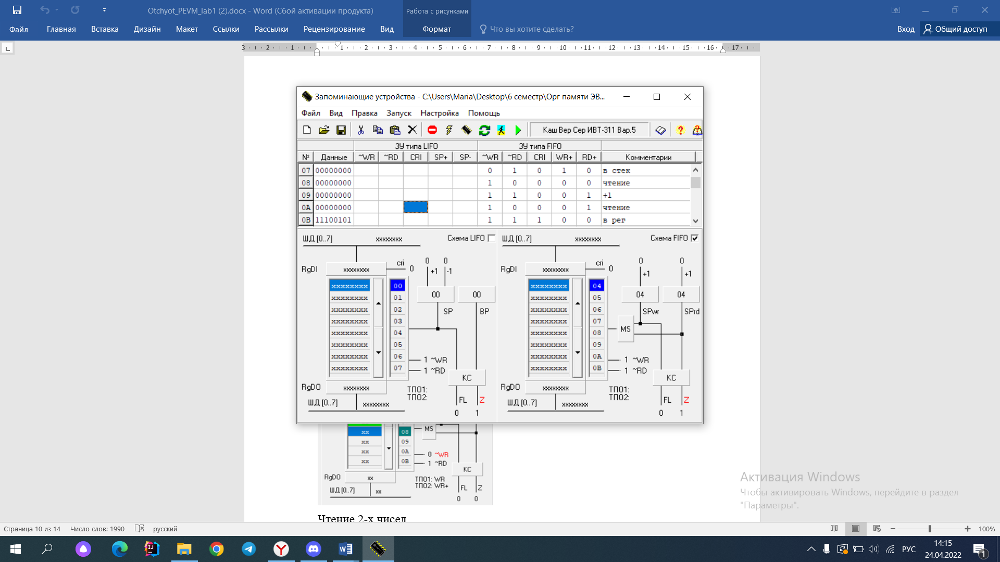 Otchyot_PEVM_lab1 (2).docx - Word (Сбой активации продукта)
Работа с рисунками
Файл Главная Вставка Дизайн Макет Ссылки Рассылки Рецензирование Вид Формат Что вы хотите сделать? Вход Общий доступ
3 2 1 1 2 3 4 5 6 7 8 9 10 11 12 13 14 15 16 17
Запоминающие устройства - C:\Users\Maria\Desktop\6 семестр\Орг памяти ЭВ...
Файл Вид Правка Запуск Настройка Помощь
Каш Вер Сер ИВТ-311 Вар.5
ЗУ типа LIFO ЗУ типа FIFO
№ Данные ~WR ~RD CRI SP+ SP- ~WR ~RD CRI WR+ RD+ Комментарии
07 00000000 0 1 0 1 0 в стек
08 00000000 1 0 0 0 0 чтение
09 00000000 1 1 0 0 1 +1
0A 00000000 1 0 0 0 1 чтение
0B 11100101 1 1 1 0 0 в рег
ШД [0..7] xxxxxxxx Схема LIFO ШД [0..7] xxxxxxxx Схема FIFO
cri 0 0 cri 0 0
RgDI xxxxxxxx 0 +1 -1 RgDI xxxxxxxx 0 +1 +1
xxxxxxxx 00 xxxxxxxx 04
xxxxxxxx 01 00 00 xxxxxxxx 05 04 04
xxxxxxxx 02 SP BP xxxxxxxx 06 SPwr SPrd
xxxxxxxx 03 xxxxxxxx 07
xxxxxxxx 04 xxxxxxxx 08 MS
xxxxxxxx 05 xxxxxxxx 09
xxxxxxxx 06 1 ~WR xxxxxxxx 0A 1 ~WR
xxxxxxxx 07 1 ~RD xxxxxxxx 0B 1 ~RD
КС КС
RgDO xxxxxxxx ТПО1: RgDO xxxxxxxx ТПО1:
ТПО2: ТПО2:
ШД [0..7] xxxxxxxx FL Z ШД [0..7] xxxxxxxx FL Z
0 1 0 1
xx 08 MS
xx 09
xx 0A 0 ~WR
xx 0B 1 ~RD
КС
RgDO xx ТПО1: WR
ТПО2: WR+
ШД [0..7] xx FL Z
0 0
Чтение 2-х чисел
Активация Windows
Чтобы активировать Windows, перейдите в раздел
"Параметры".
Страница 10 из 14 Число слов: 1990 русский 100%
РУС 14:15
24.04.2022
1